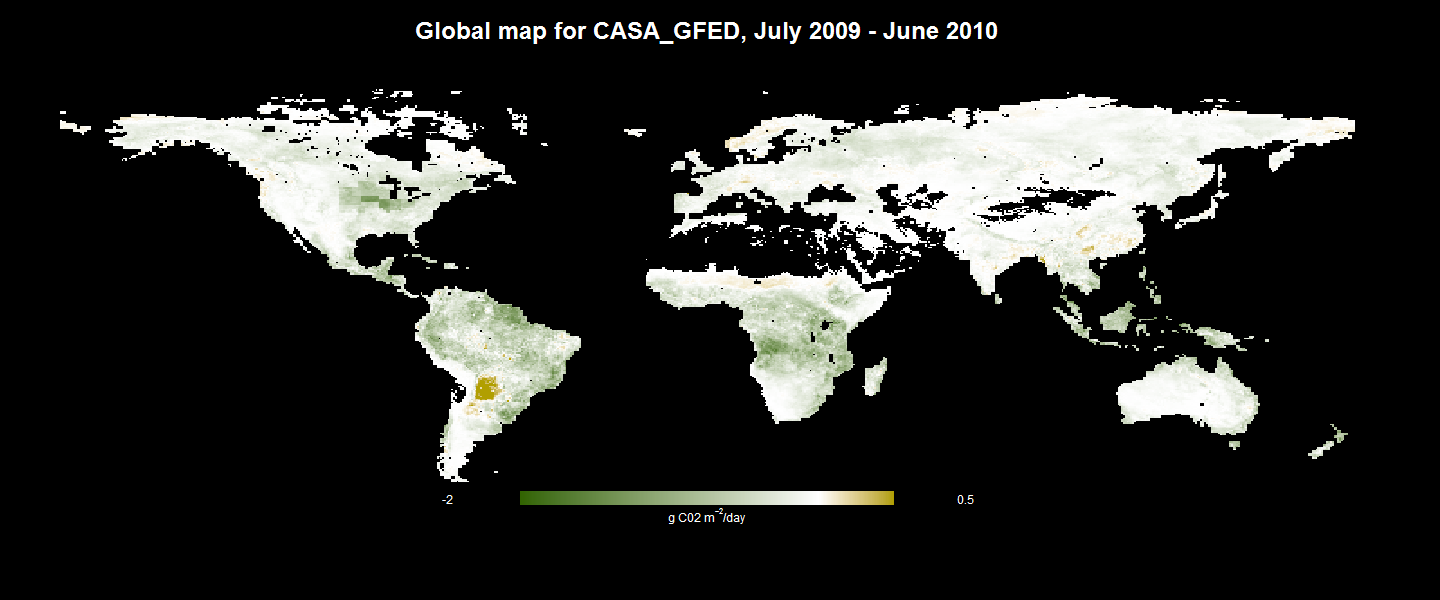 Global map for CASA_GFED, July 2009 - June 2010
-2 0.5
g C02 m⁻²/day